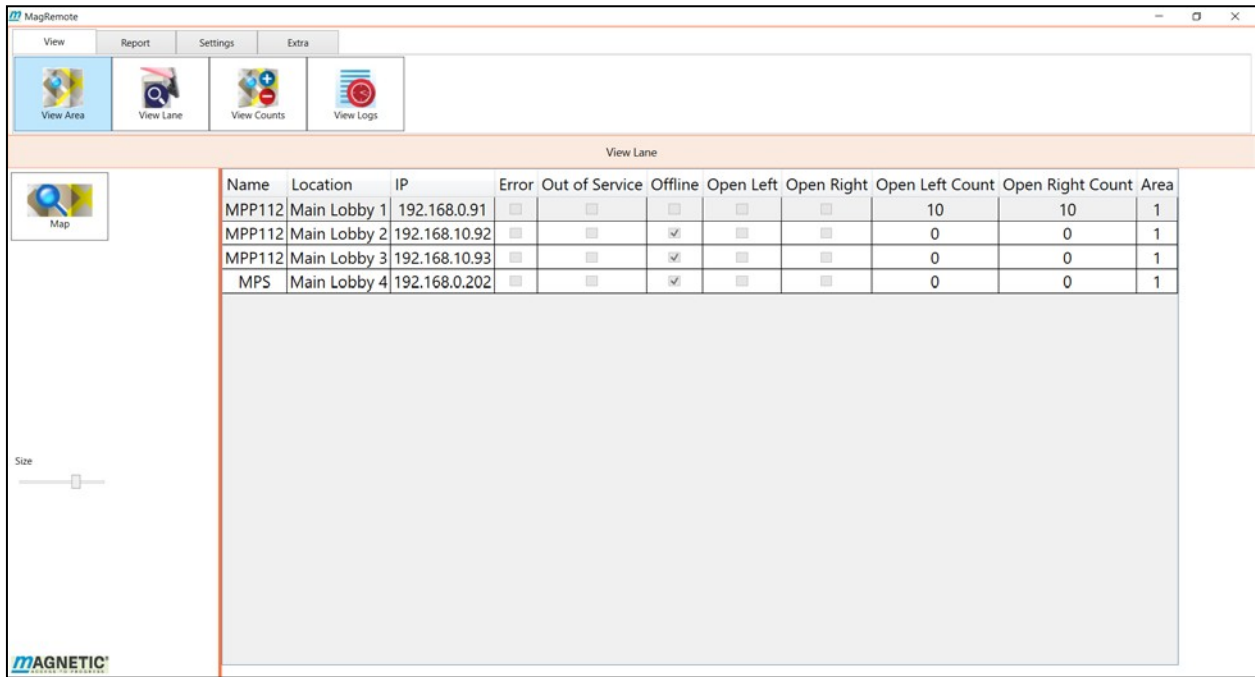 MagRemote
View Report Settings Extra
View Area View Lane View Counts View Logs
View Lane
Map
Name Location IP Error Out of Service Offline Open Left Open Right Open Left Count Open Right Count Area
MPP112 Main Lobby 1 192.168.0.91 10 10 1
MPP112 Main Lobby 2 192.168.10.92 0 0 1
MPP112 Main Lobby 3 192.168.10.93 0 0 1
MPS Main Lobby 4 192.168.0.202 0 0 1
Size
MAGNETIC
ACCESS TO PROGRESS